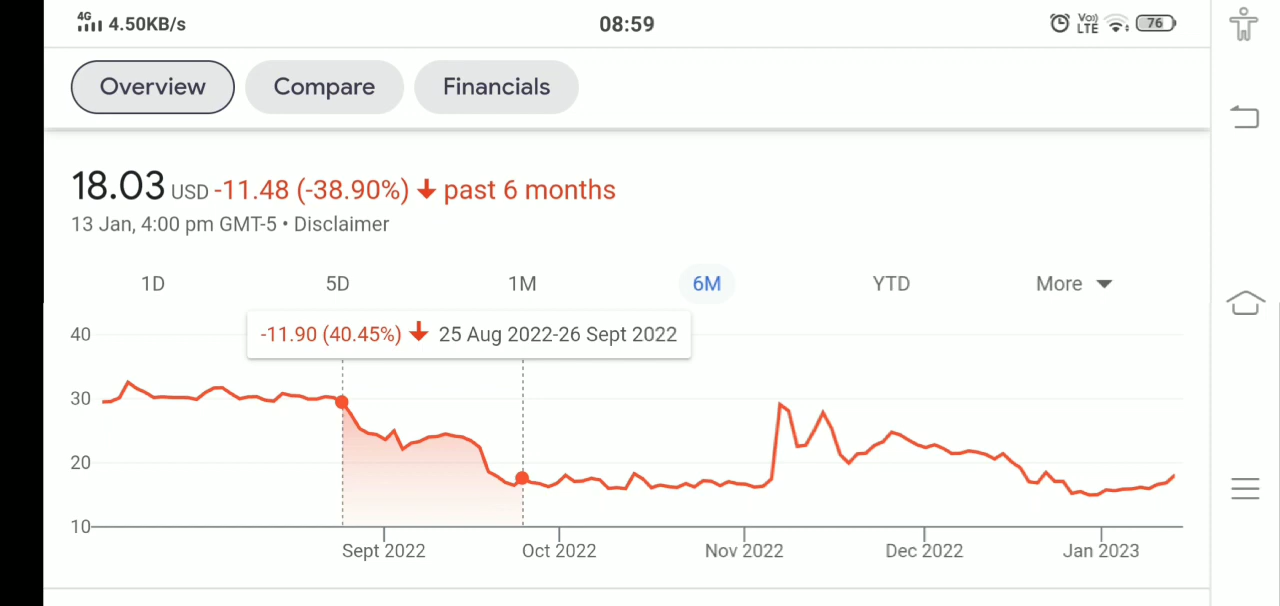 4G 4.50KB/s 08:59 Vo)) LTE 76
Overview Compare Financials
18.03 USD -11.48 (-38.90%) past 6 months
13 Jan, 4:00 pm GMT-5 • Disclaimer
1D 5D 1M 6M YTD More
-11.90 (40.45%) 25 Aug 2022-26 Sept 2022
40
30
20
10
Sept 2022 Oct 2022 Nov 2022 Dec 2022 Jan 2023